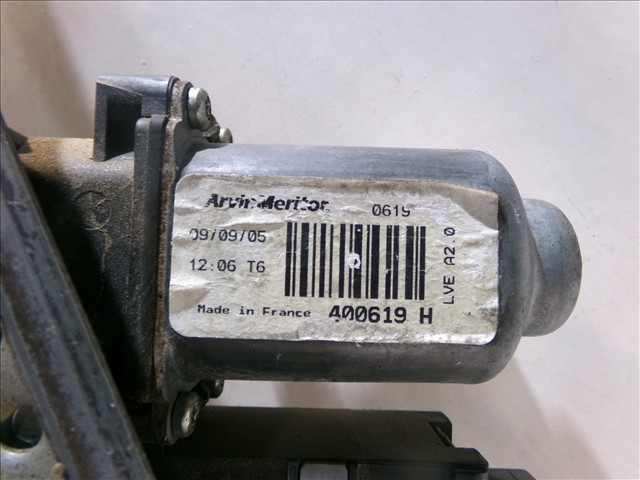 ArvinMeritor 0619
09/09/05
12:06 T6
LVE A2.0
Made in France 400619 H